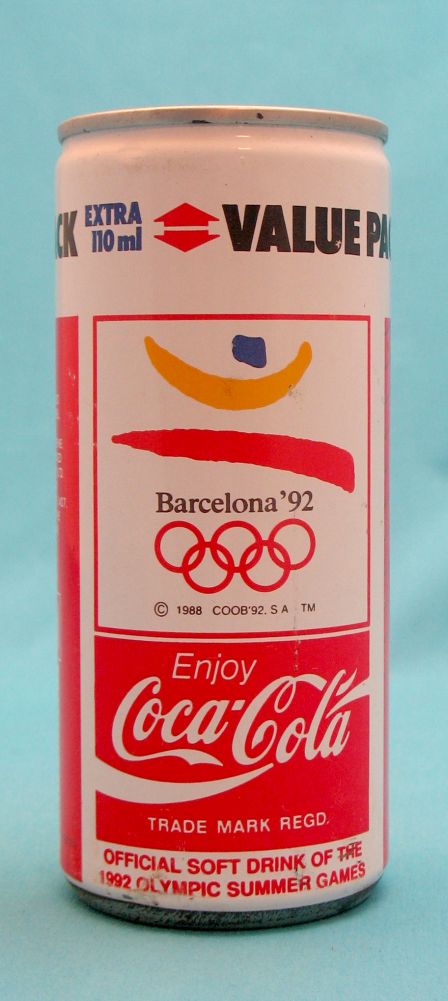 CK EXTRA 110 ml VALUE PA
Barcelona'92
© 1988 COOB'92. S A TM
Enjoy
Coca-Cola
TRADE MARK REGD.
OFFICIAL SOFT DRINK OF THE
1992 OLYMPIC SUMMER GAMES